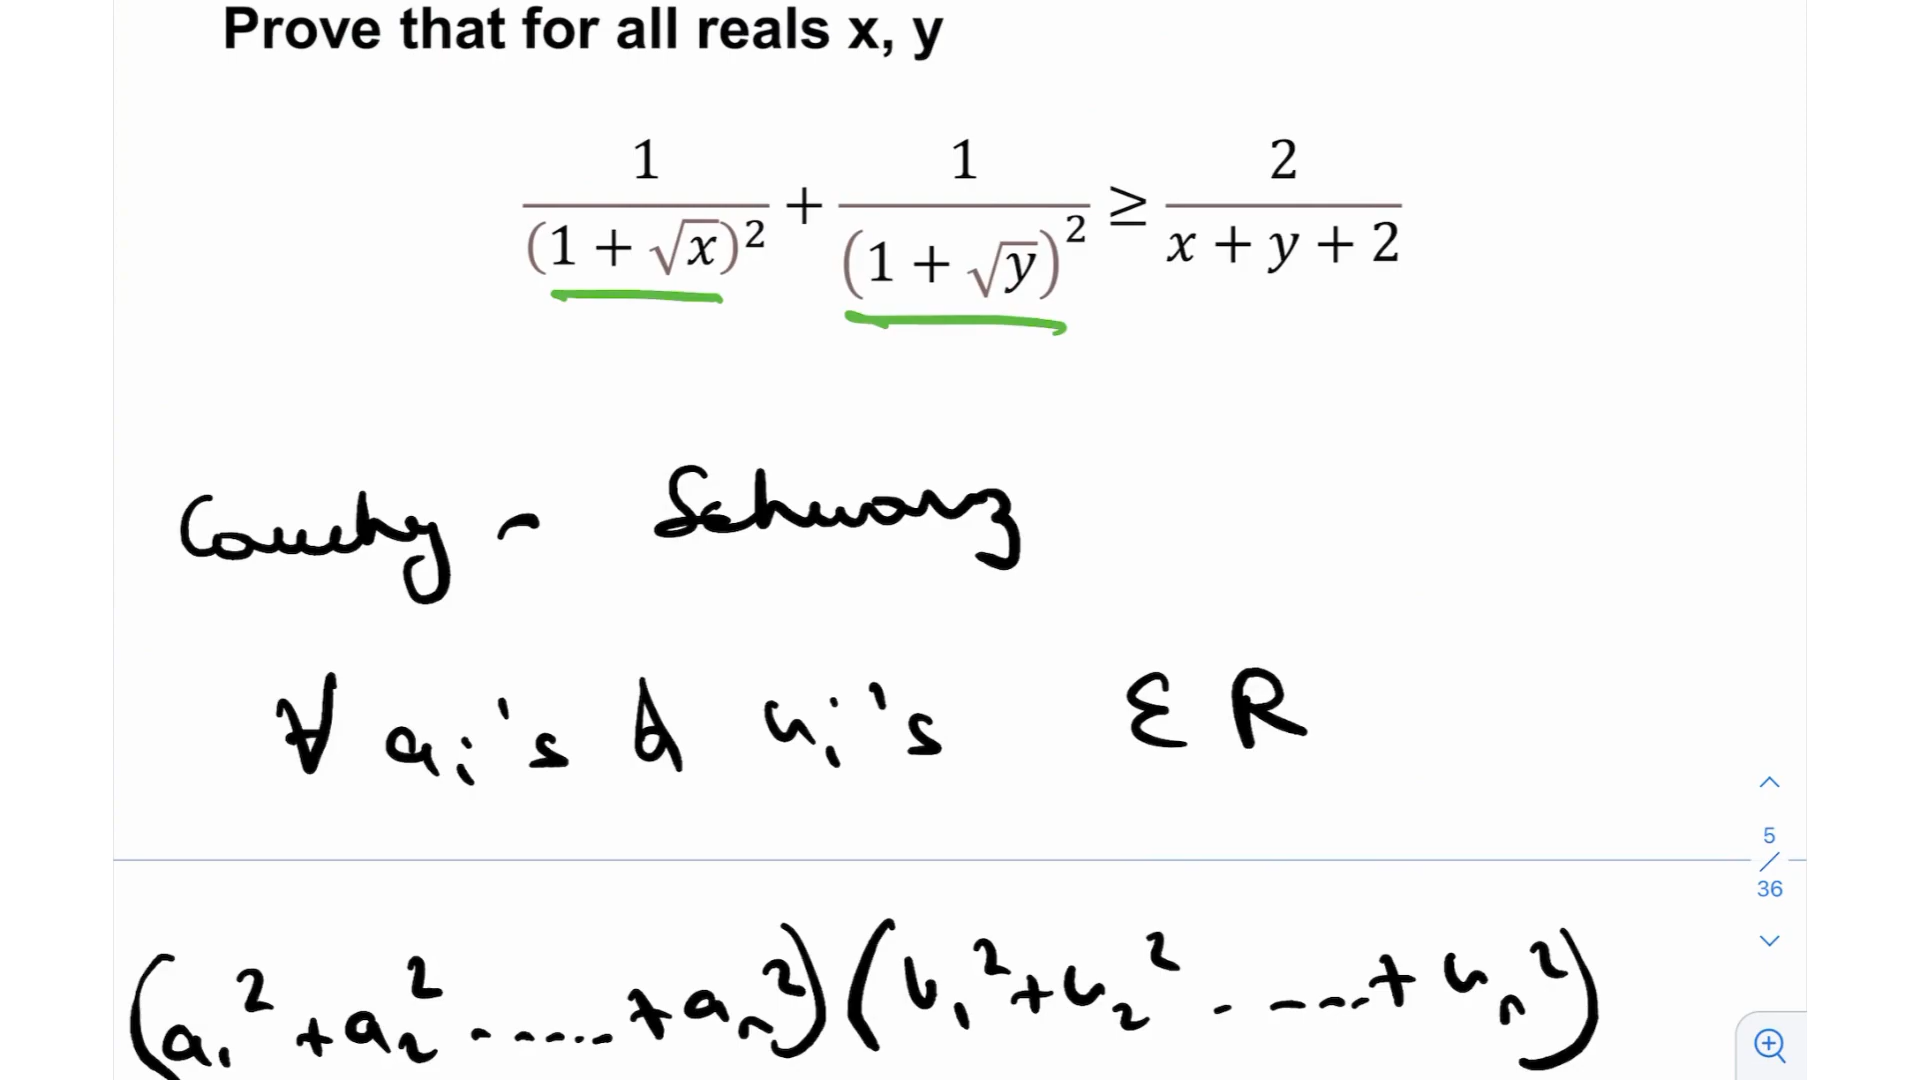 Prove that for all reals x, y
1/(1 + √x)² + 1/(1 + √y)² ≥ 2/(x + y + 2)
Cauchy - Schwarz
∀ aᵢ's & bᵢ's ∈ R
5
/
36
(a₁² + a₂² ...... + aₙ²)(b₁² + b₂² . ..... + bₙ²)